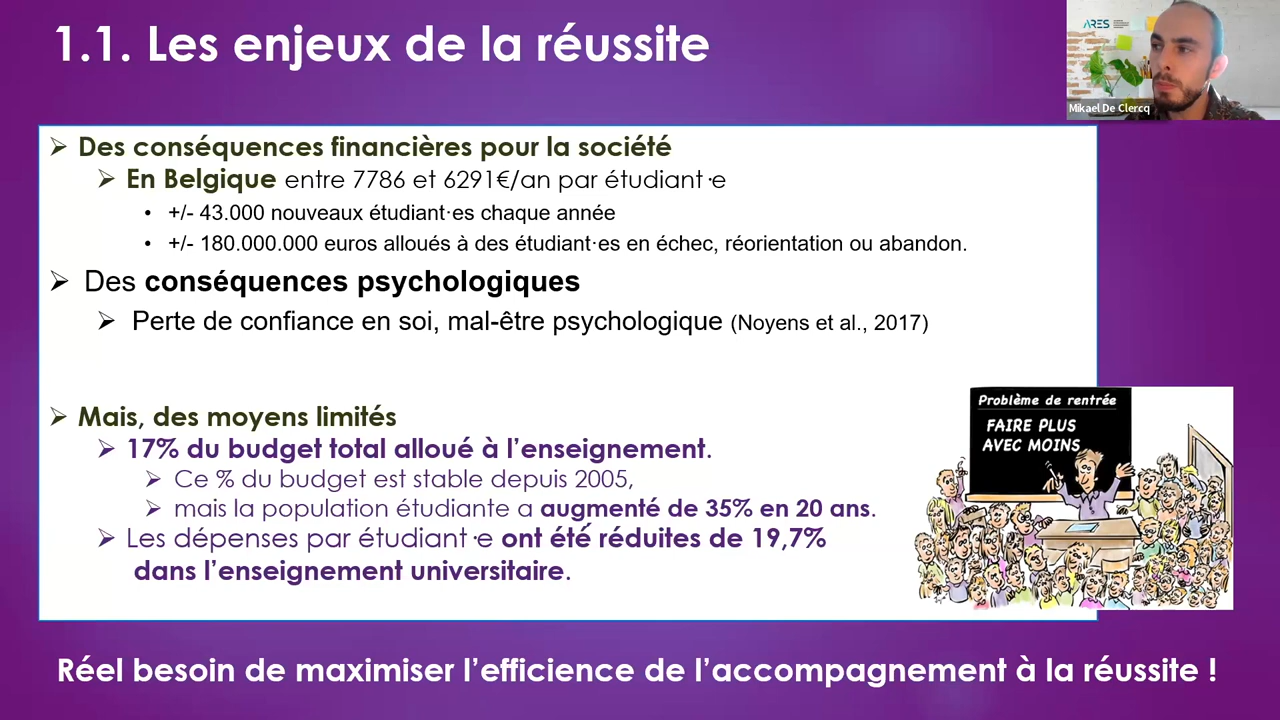 1.1. Les enjeux de la réussite
ARES
Mikael De Clercq
Des conséquences financières pour la société
En Belgique entre 7786 et 6291€/an par étudiant·e
+/- 43.000 nouveaux étudiant·es chaque année
+/- 180.000.000 euros alloués à des étudiant·es en échec, réorientation ou abandon.
Des conséquences psychologiques
Perte de confiance en soi, mal-être psychologique (Noyens et al., 2017)
Mais, des moyens limités
17% du budget total alloué à l’enseignement.
Ce % du budget est stable depuis 2005,
mais la population étudiante a augmenté de 35% en 20 ans.
Les dépenses par étudiant·e ont été réduites de 19,7%
dans l’enseignement universitaire.
Problème de rentrée
FAIRE PLUS
AVEC MOINS
Réel besoin de maximiser l’efficience de l’accompagnement à la réussite !